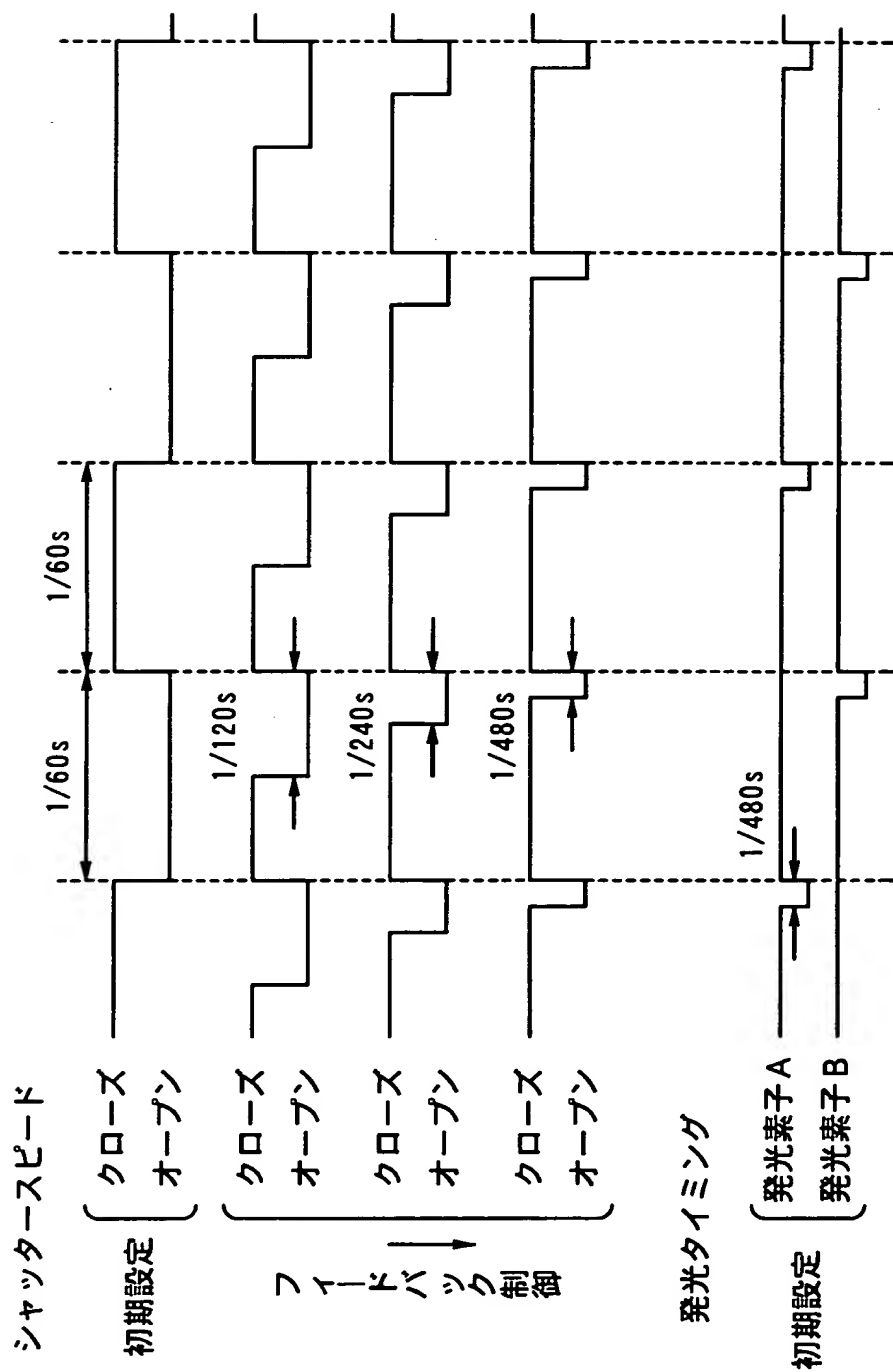 シャッタースピード
1/60s
1/60s
初期設定
クローズ
オープン
フィードバック制御
クローズ
オープン
1/120s
クローズ
オープン
1/240s
クローズ
オープン
1/480s
発光タイミング
初期設定
発光素子A
発光素子B
1/480s